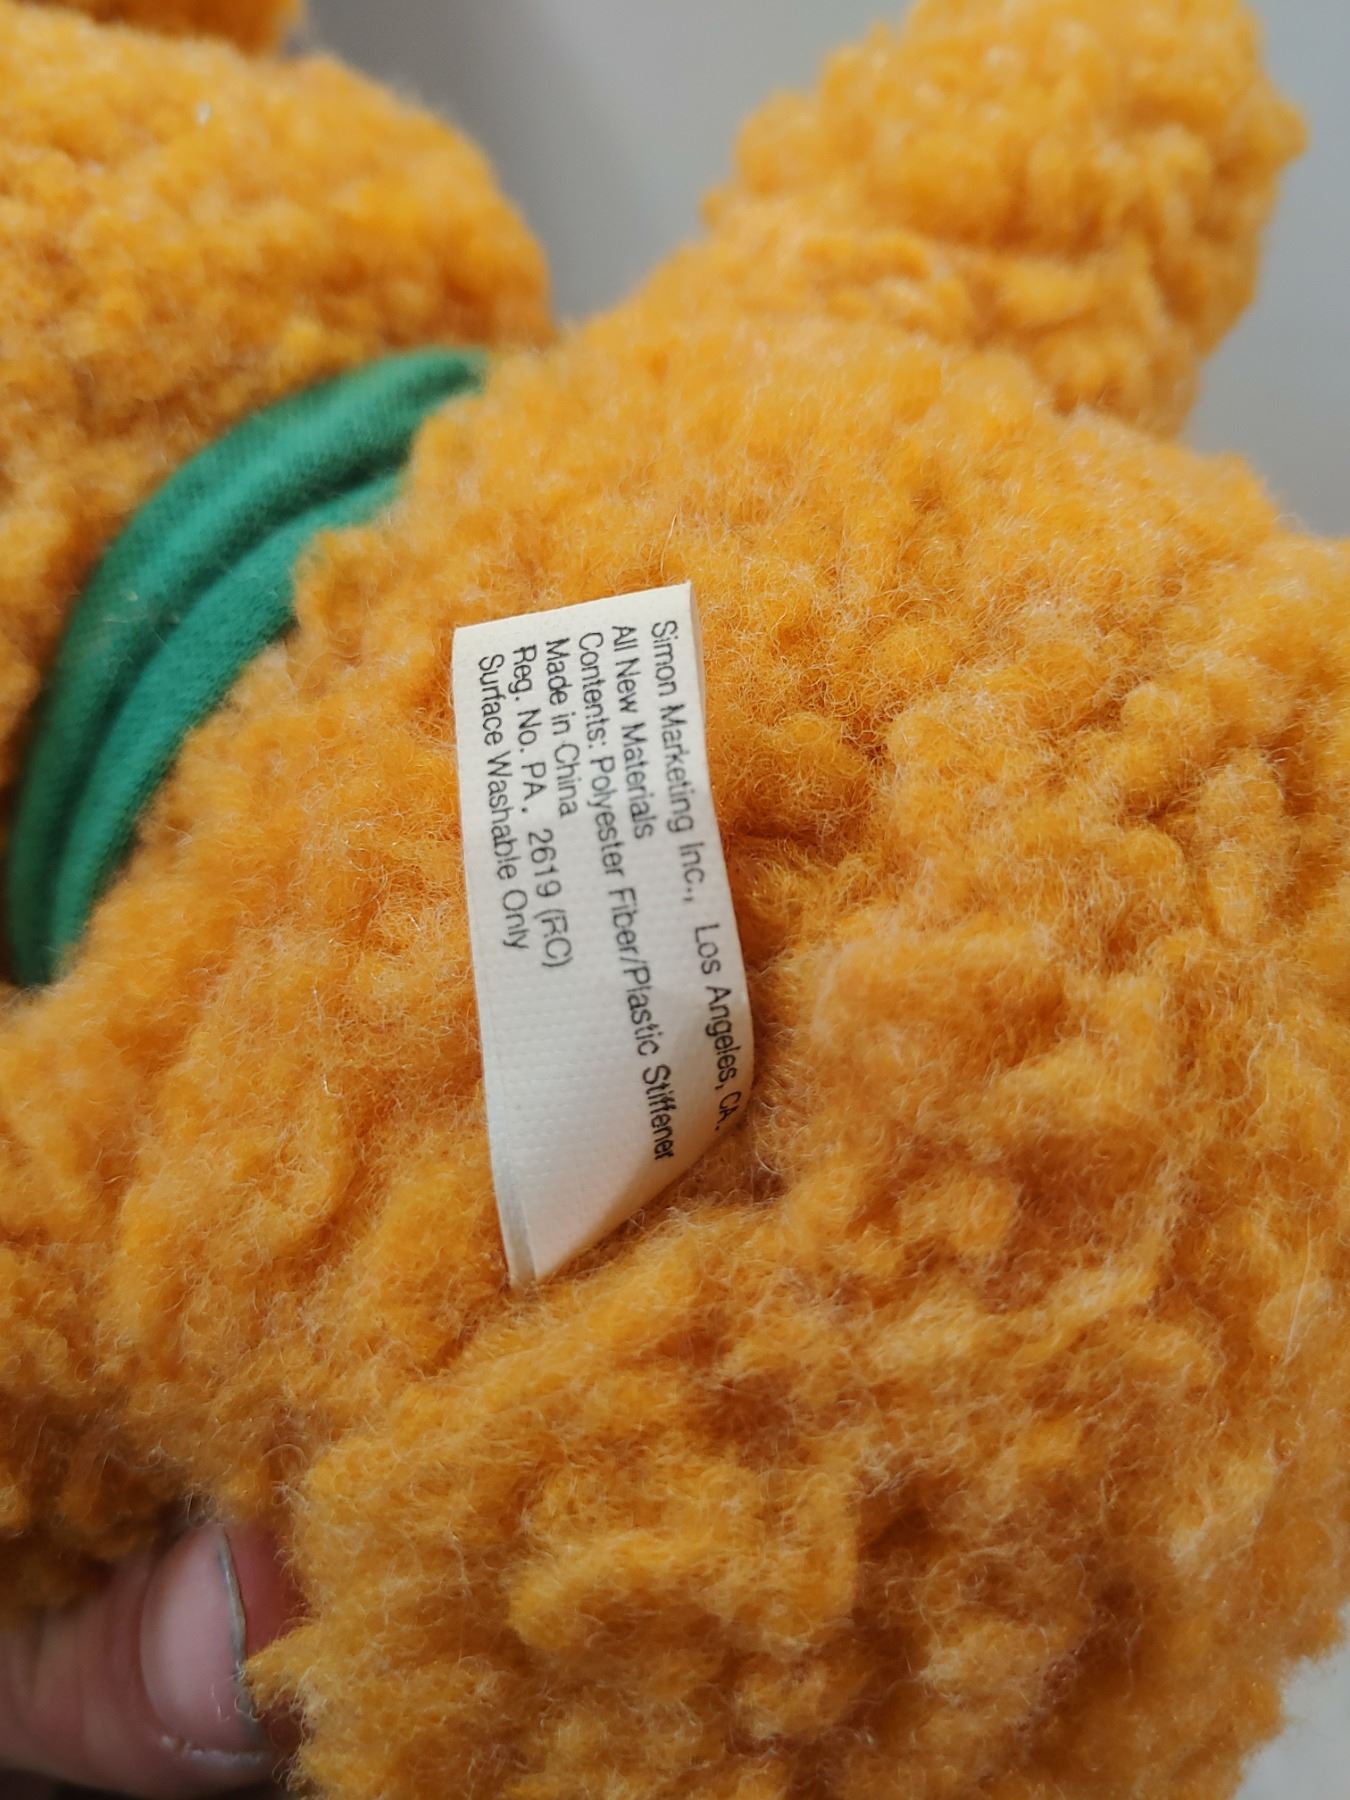 Simon Marketing Inc., Los Angeles, CA.
All New Materials
Contents: Polyester Fiber/Plastic Stiffener
Made in China
Reg. No. PA. 2619 (RC)
Surface Washable Only